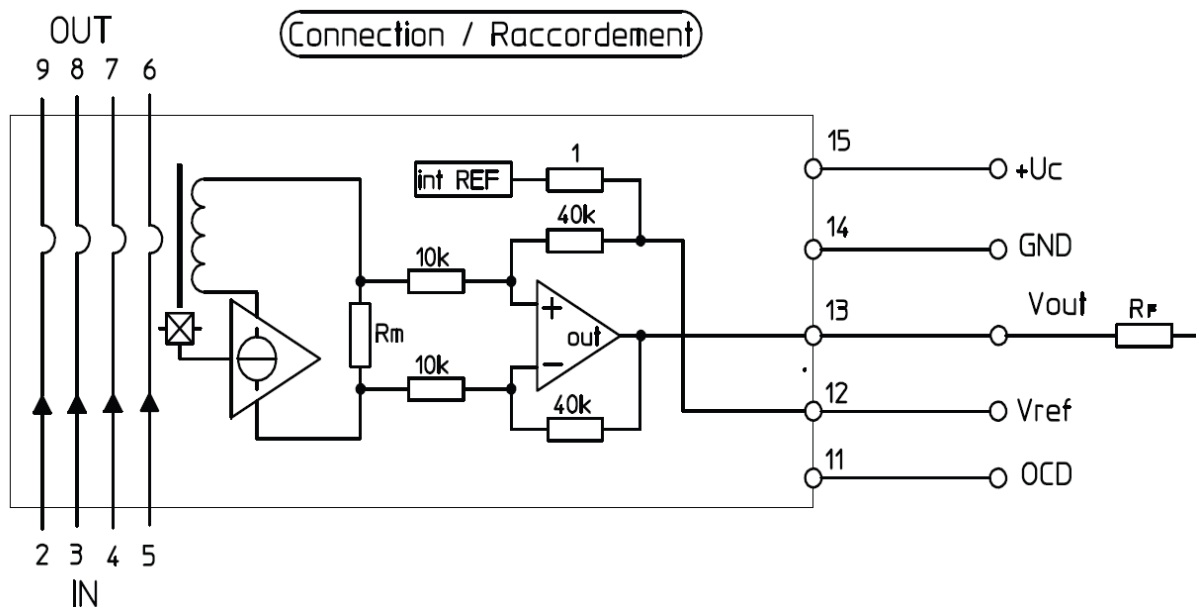 OUT
Connection / Raccordement
9 8 7 6
15
1
int REF
+Uc
40k
14
GND
10k
Vout
RF
13
+
out
Rm
10k
-
40k
12
Vref
11
OCD
2 3 4 5
IN